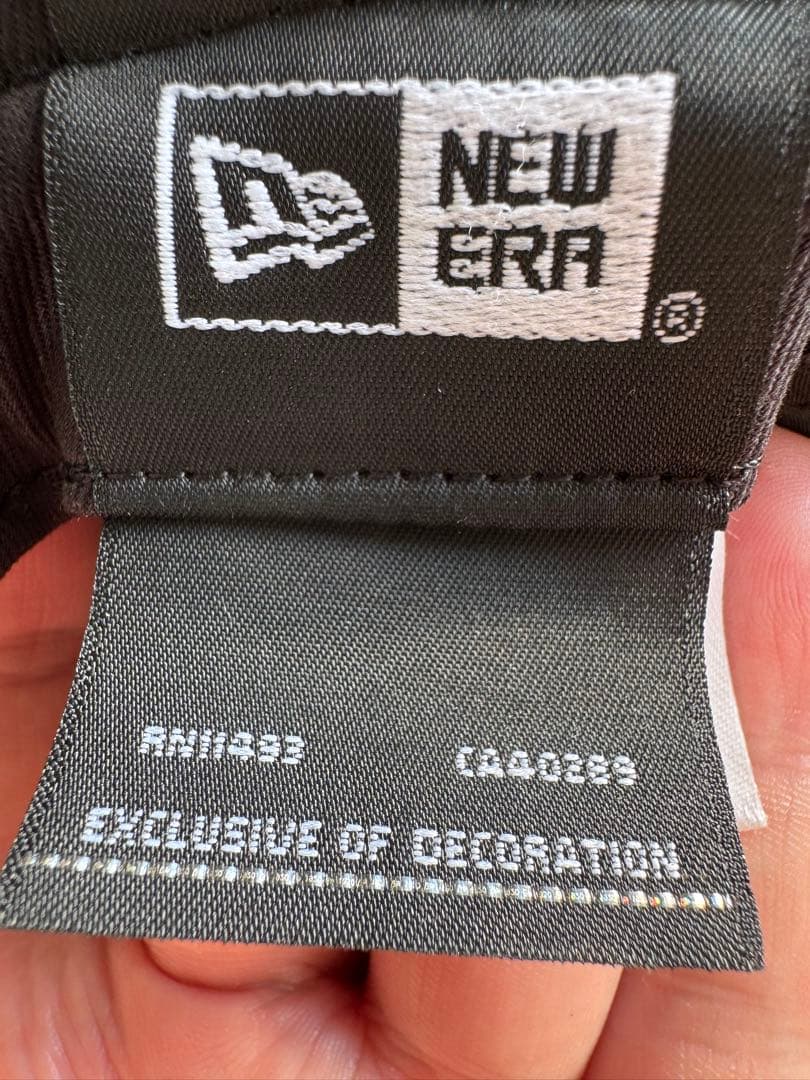 NEW
ERA
®
RN11493 CA40289
EXCLUSIVE OF DECORATION